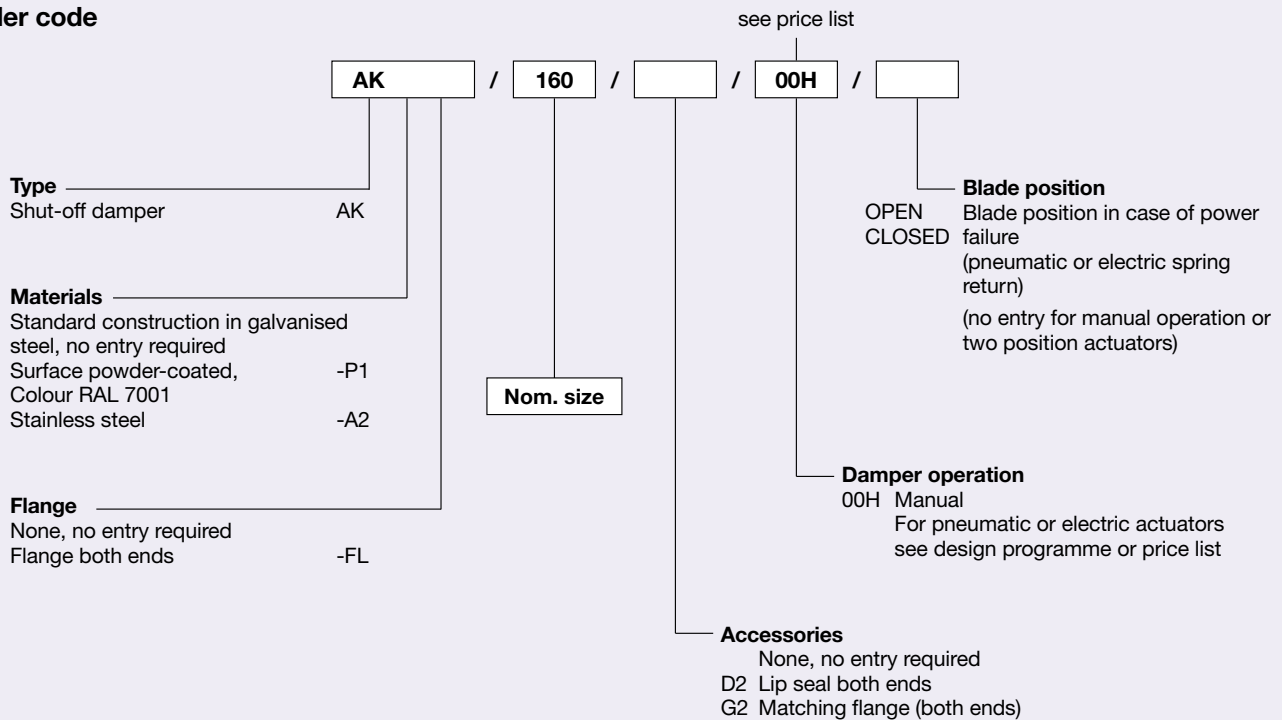 der code
see price list
AK / 160 / / 00H /
Type
Shut-off damper AK
Materials
Standard construction in galvanised
steel, no entry required
Surface powder-coated, -P1
Colour RAL 7001
Stainless steel -A2
Flange
None, no entry required
Flange both ends -FL
Nom. size
Blade position
OPEN Blade position in case of power
CLOSED failure
(pneumatic or electric spring
return)
(no entry for manual operation or
two position actuators)
Damper operation
00H Manual
For pneumatic or electric actuators
see design programme or price list
Accessories
None, no entry required
D2 Lip seal both ends
G2 Matching flange (both ends)